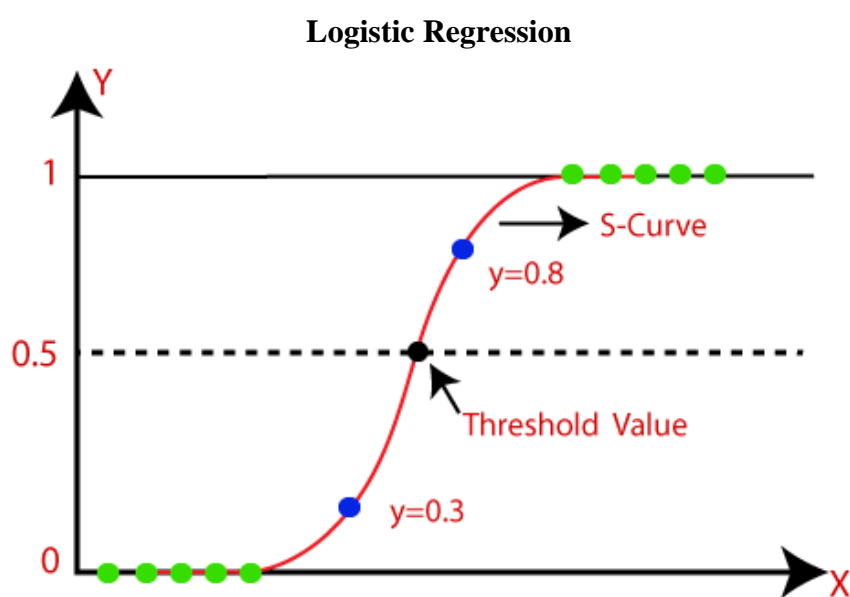 Logistic Regression
Y
1
S-Curve
y=0.8
0.5
Threshold Value
y=0.3
0
X